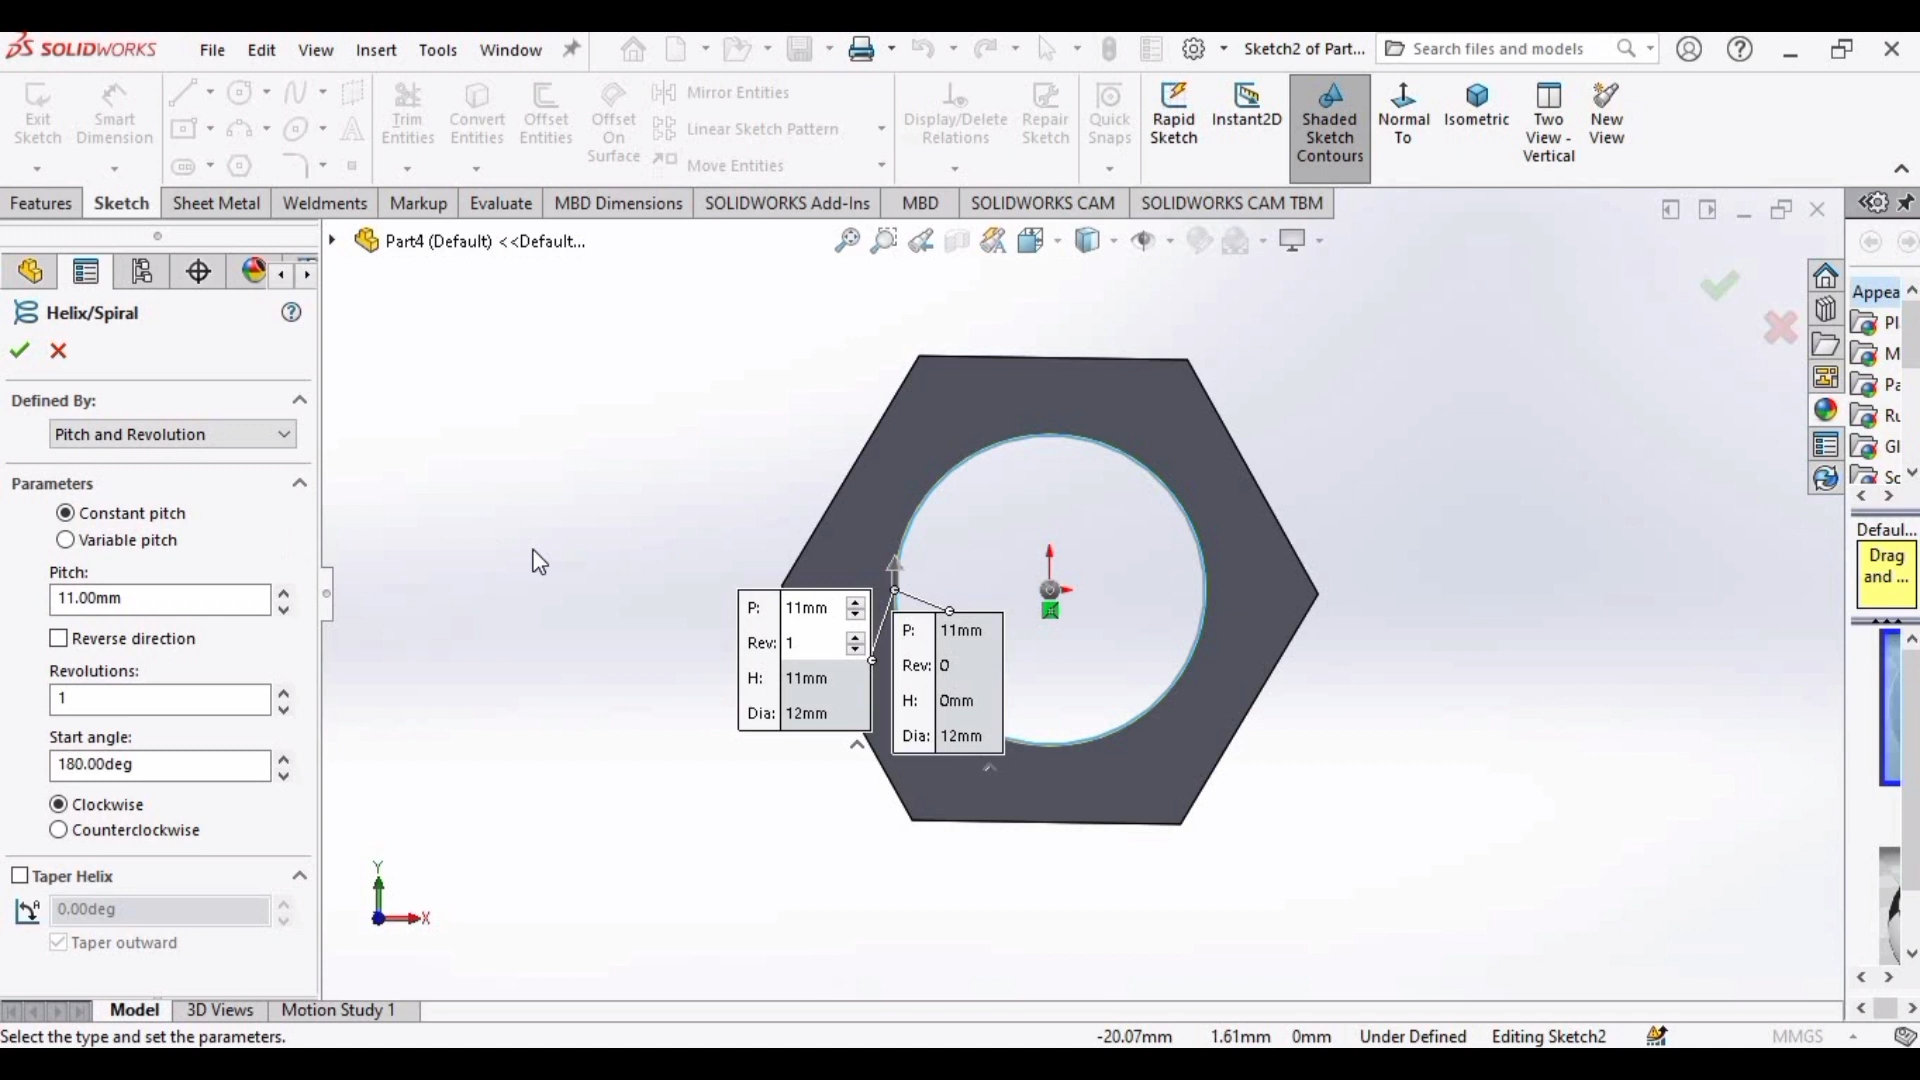 SOLIDWORKS File Edit View Insert Tools Window Sketch2 of Part... Search files and models
Exit Sketch
Smart Dimension
Trim Entities
Convert Entities
Offset Entities
Offset On Surface
Mirror Entities
Linear Sketch Pattern
Move Entities
Display/Delete Relations
Repair Sketch
Quick Snaps
Rapid Sketch
Instant2D
Shaded Sketch Contours
Normal To
Isometric
Two View - Vertical
New View
Features Sketch Sheet Metal Weldments Markup Evaluate MBD Dimensions SOLIDWORKS Add-Ins MBD SOLIDWORKS CAM SOLIDWORKS CAM TBM
Part4 (Default) <<Default...
Helix/Spiral
Defined By:
Pitch and Revolution
Parameters
Constant pitch
Variable pitch
Pitch:
11.00mm
Reverse direction
Revolutions:
1
Start angle:
180.00deg
Clockwise
Counterclockwise
Taper Helix
0.00deg
Taper outward
P: 11mm
Rev: 1
H: 11mm
Dia: 12mm
P: 11mm
Rev: 0
H: 0mm
Dia: 12mm
Y
X
Appea
Pl
M
Pa
Ru
Gl
Sc
Defaul...
Drag
and ...
Model 3D Views Motion Study 1
Select the type and set the parameters. -20.07mm 1.61mm 0mm Under Defined Editing Sketch2 MMGS